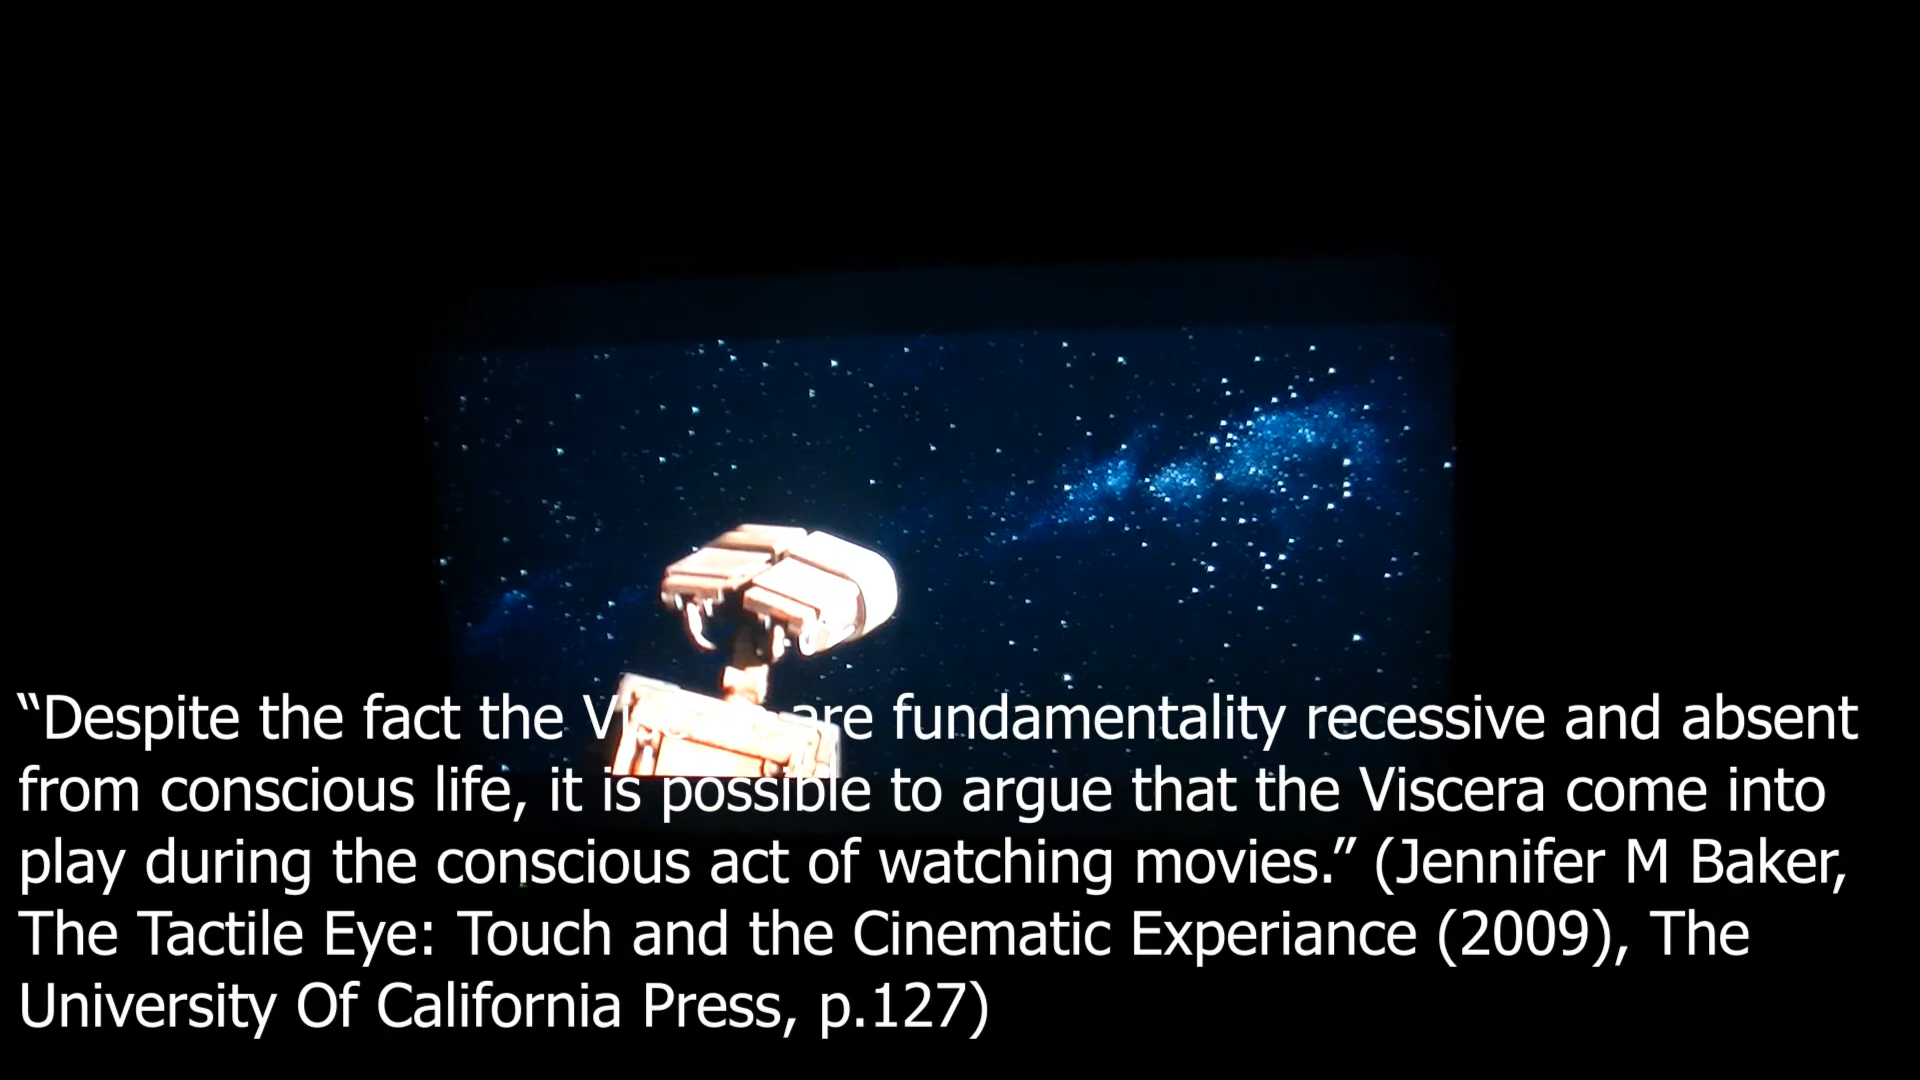 “Despite the fact the are fundamentality recessive and absent
from conscious life, it is possible to argue that the Viscera come into
play during the conscious act of watching movies.” (Jennifer M Baker,
The Tactile Eye: Touch and the Cinematic Experiance (2009), The
University Of California Press, p.127)